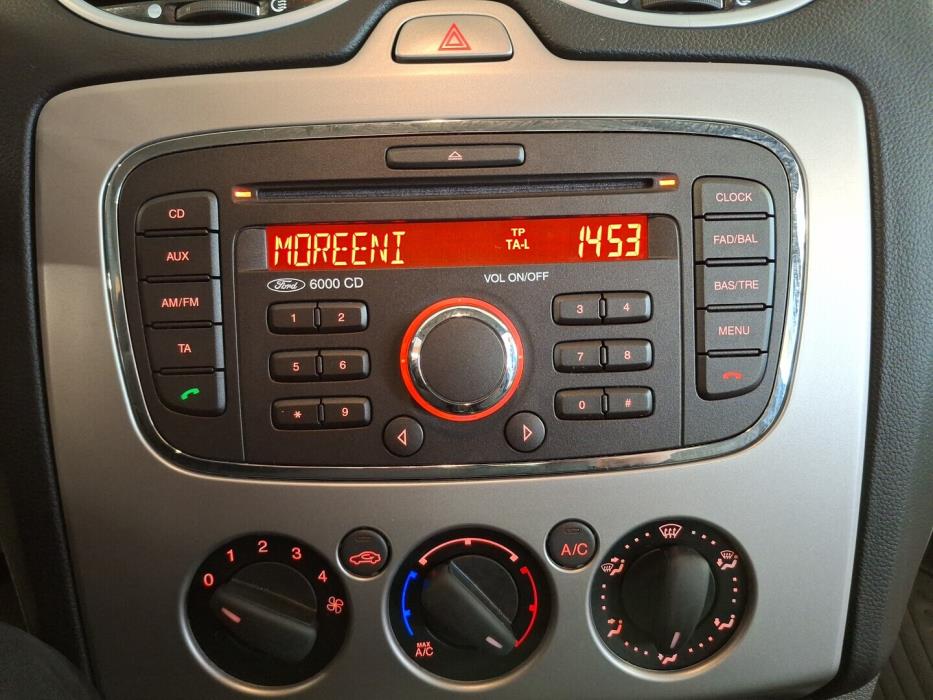 CD
AUX
AM/FM
TA
MOREENI TP TA-L 1453
Ford 6000 CD
VOL ON/OFF
1 2
3 4
5 6
7 8
* 9
0 #
CLOCK
FAD/BAL
BAS/TRE
MENU
0 1 2 3 4
MAX
A/C
A/C